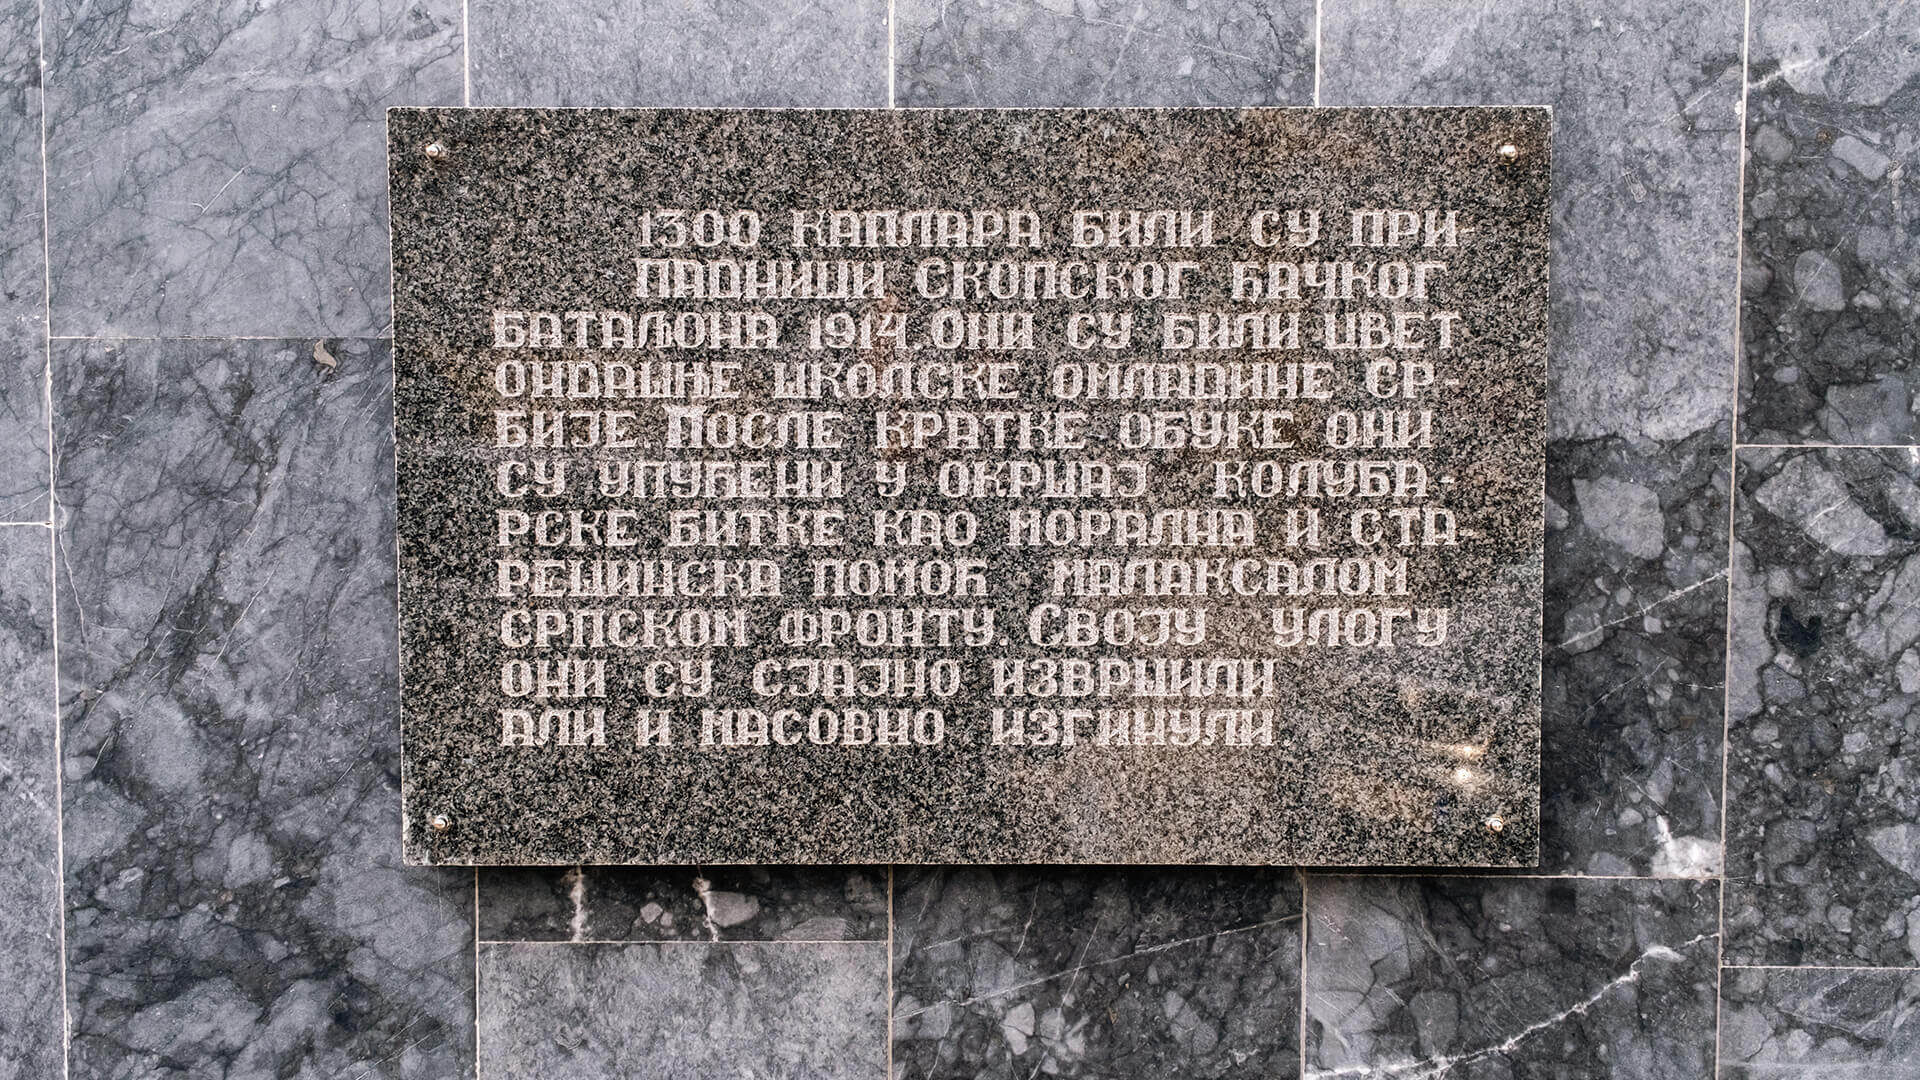 1300 КАПЛАРА БИЛИ СУ ПРИ-
ПАДНИЦИ СКОПСКОГ ЂАЧКОГ
БАТАЉОНА 1914. ОНИ СУ БИЛИ ЦВЕТ
ОНДАШЊЕ ШКОЛСКЕ ОМЛАДИНЕ СР-
БИЈЕ. ПОСЛЕ КРАТКЕ ОБУКЕ ОНИ
СУ УПУЋЕНИ У ОКРШАЈ КОЛУБА-
РСКЕ БИТКЕ КАО МОРАЛНА И СТА-
РЕШИНСКА ПОМОЋ МАЛАКСАЛОМ
СРПСКОМ ФРОНТУ. СВОЈУ УЛОГУ
ОНИ СУ СЈАЈНО ИЗВРШИЛИ
АЛИ И МАСОВНО ИЗГИНУЛИ.